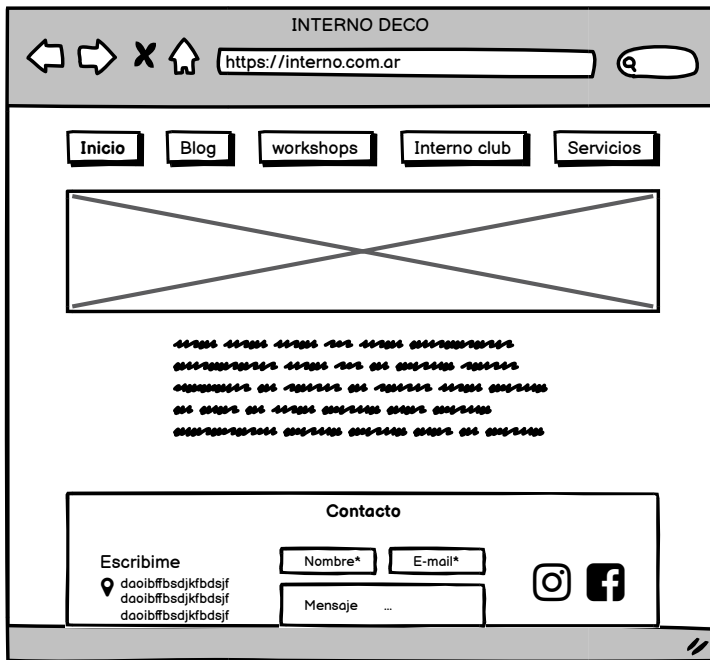 INTERNO DECO
https://interno.com.ar
Inicio Blog workshops Interno club Servicios
Contacto
Escribime
daoibffbsdjkfbdsjf
daoibffbsdjkfbdsjf
daoibffbsdjkfbdsjf
Nombre* E-mail*
Mensaje ...